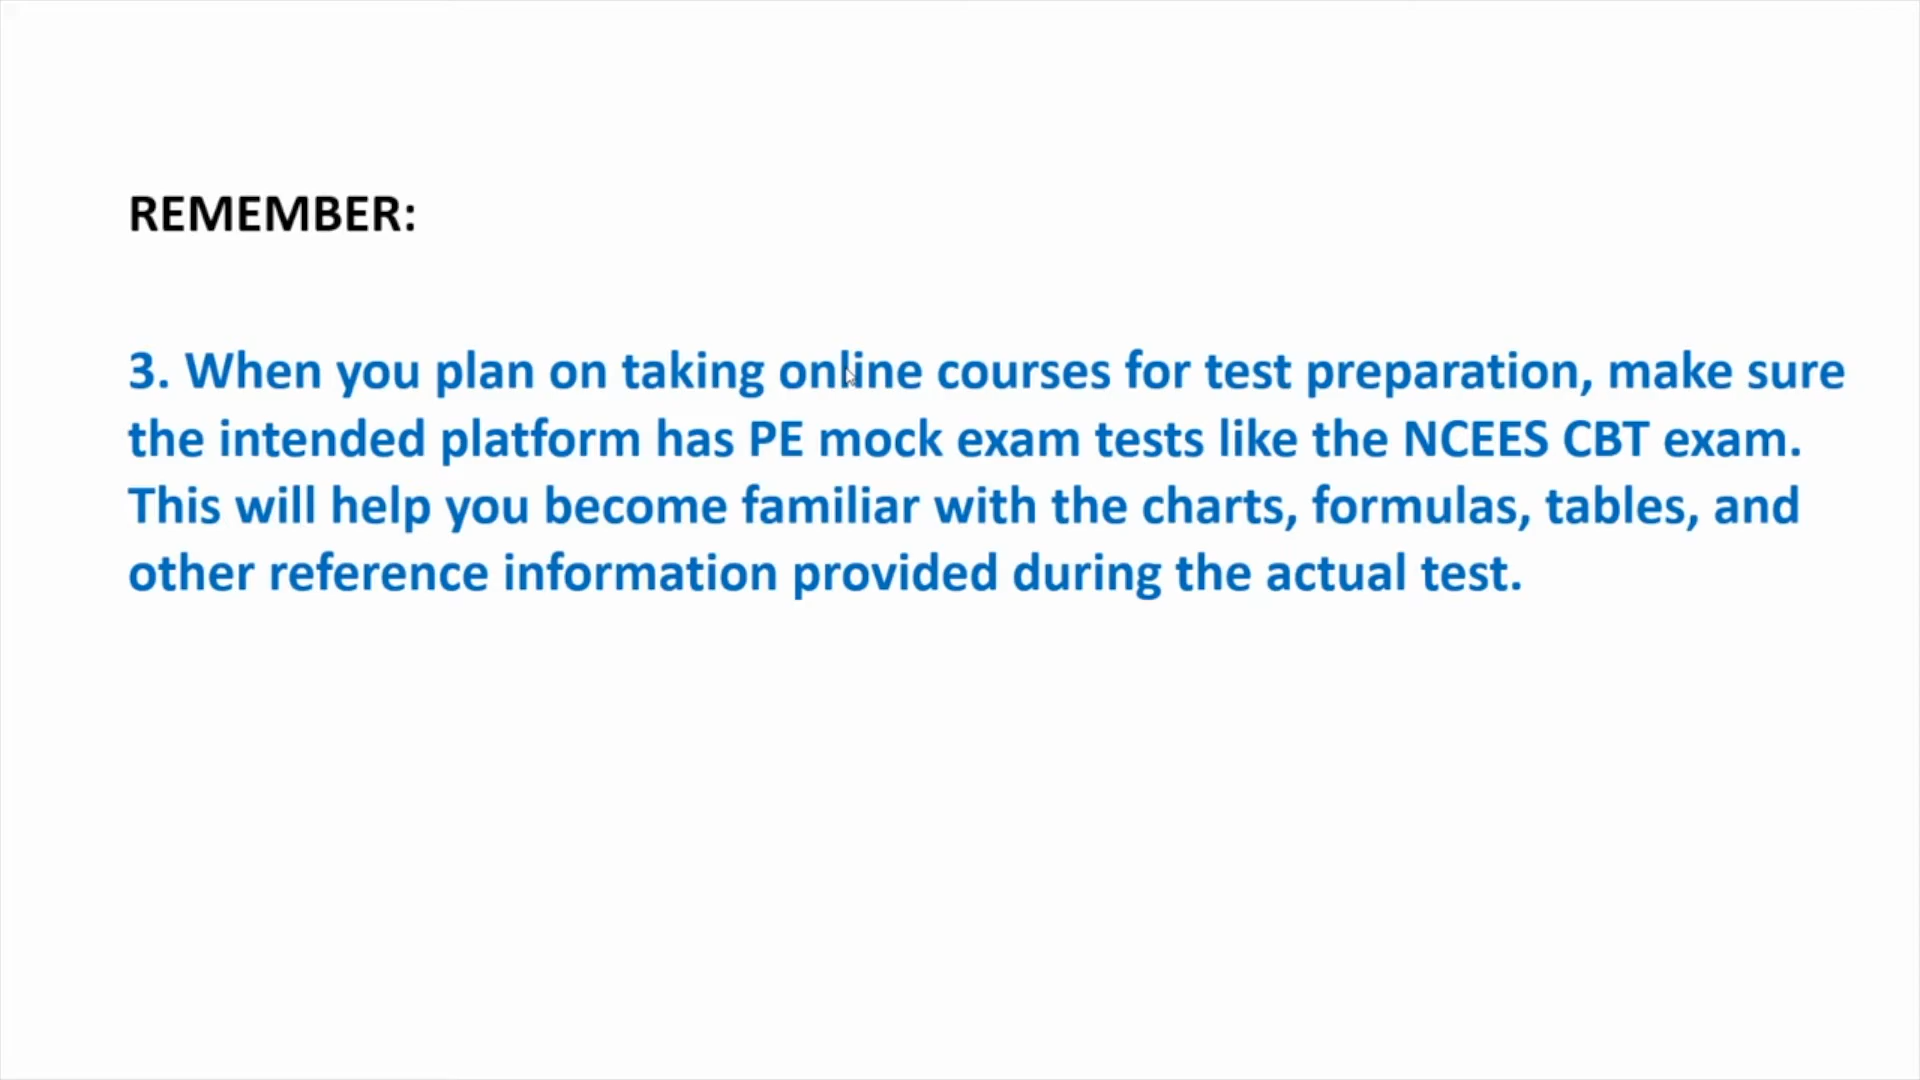 REMEMBER:
3. When you plan on taking online courses for test preparation, make sure
the intended platform has PE mock exam tests like the NCEES CBT exam.
This will help you become familiar with the charts, formulas, tables, and
other reference information provided during the actual test.